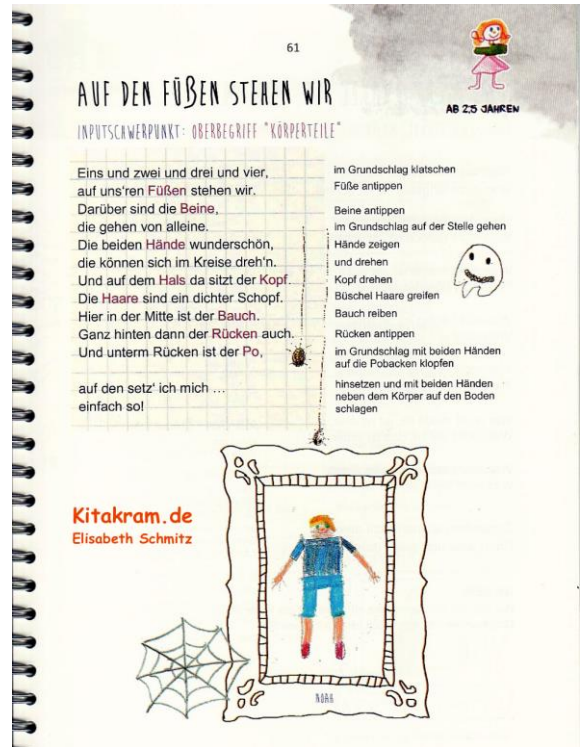 61
AUF DEN FÜßEN STEHEN WIR
AB 2,5 JAHREN
INPUTSCHWERPUNKT: OBERBEGRIFF "KÖRPERTEILE"
Eins und zwei und drei und vier,
auf uns'ren Füßen stehen wir.
Darüber sind die Beine,
die gehen von alleine.
Die beiden Hände wunderschön,
die können sich im Kreise dreh'n.
Und auf dem Hals da sitzt der Kopf.
Die Haare sind ein dichter Schopf.
Hier in der Mitte ist der Bauch.
Ganz hinten dann der Rücken auch.
Und unterm Rücken ist der Po,
auf den setz' ich mich ...
einfach so!
im Grundschlag klatschen
Füße antippen
Beine antippen
im Grundschlag auf der Stelle gehen
Hände zeigen
und drehen
Kopf drehen
Büschel Haare greifen
Bauch reiben
Rücken antippen
im Grundschlag mit beiden Händen
auf die Pobacken klopfen
hinsetzen und mit beiden Händen
neben dem Körper auf den Boden
schlagen
Kitakram.de
Elisabeth Schmitz